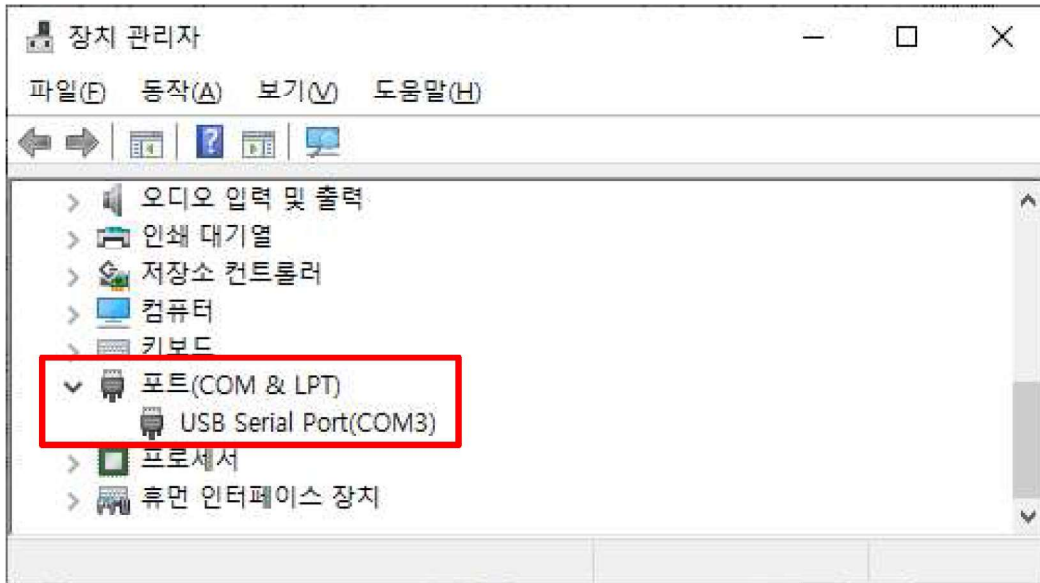 장치 관리자
파일(F) 동작(A) 보기(V) 도움말(H)
오디오 입력 및 출력
인쇄 대기열
저장소 컨트롤러
컴퓨터
키보드
포트(COM & LPT)
USB Serial Port(COM3)
프로세서
휴먼 인터페이스 장치